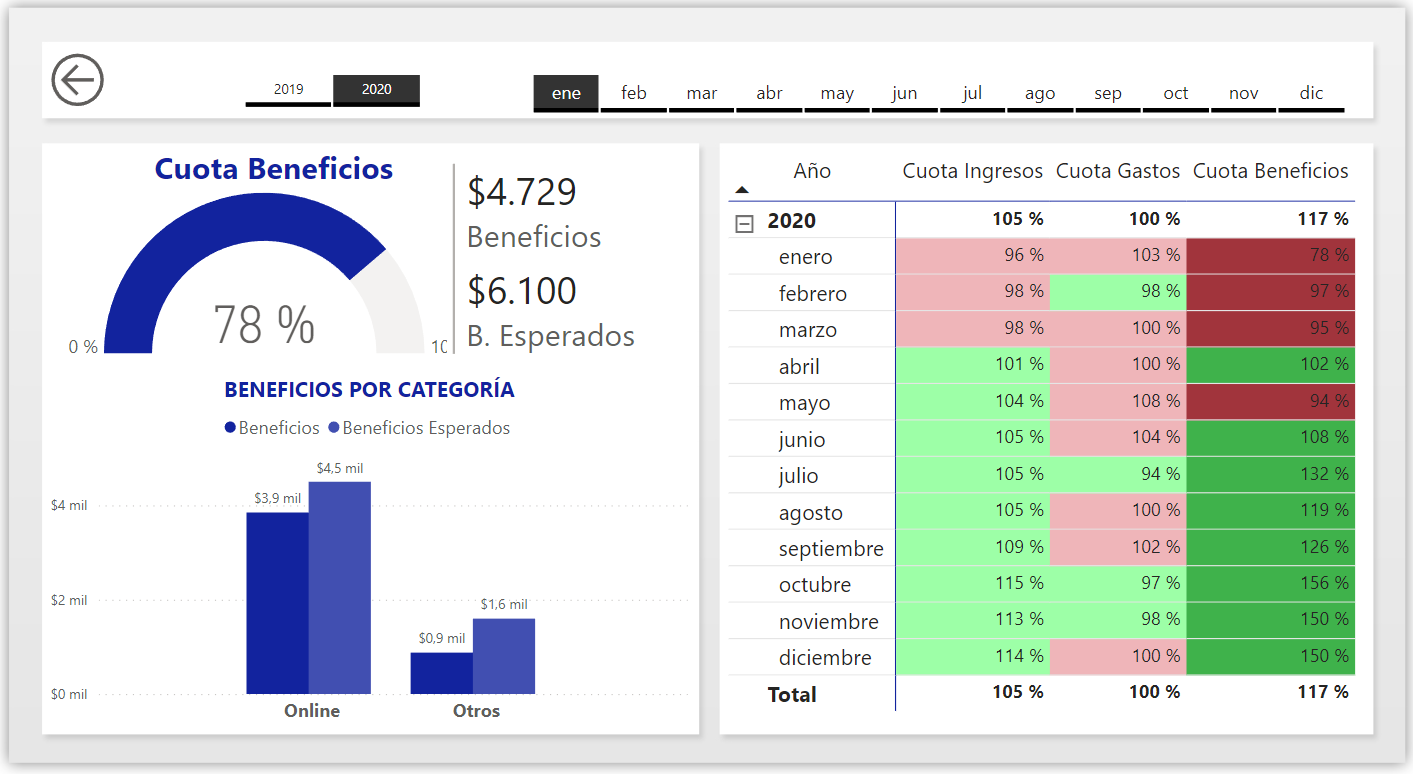 2019 2020 ene feb mar abr may jun jul ago sep oct nov dic
Cuota Beneficios
78 %
0 %
10
$4.729
Beneficios
$6.100
B. Esperados
BENEFICIOS POR CATEGORÍA
Beneficios Beneficios Esperados
$4 mil
$2 mil
$0 mil
$3,9 mil
$4,5 mil
$0,9 mil
$1,6 mil
Online Otros
Año Cuota Ingresos Cuota Gastos Cuota Beneficios
2020 105 % 100 % 117 %
enero 96 % 103 % 78 %
febrero 98 % 98 % 97 %
marzo 98 % 100 % 95 %
abril 101 % 100 % 102 %
mayo 104 % 108 % 94 %
junio 105 % 104 % 108 %
julio 105 % 94 % 132 %
agosto 105 % 100 % 119 %
septiembre 109 % 102 % 126 %
octubre 115 % 97 % 156 %
noviembre 113 % 98 % 150 %
diciembre 114 % 100 % 150 %
Total 105 % 100 % 117 %